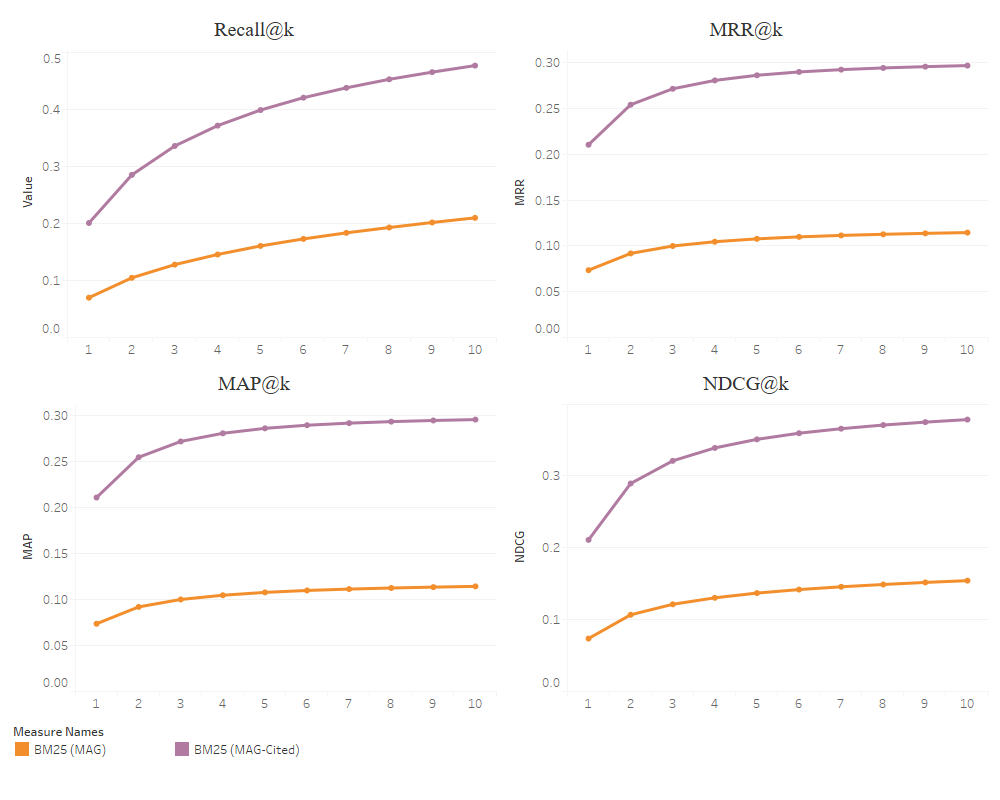 Recall@k
0.5
0.4
0.3
0.2
0.1
0.0
Value
1 2 3 4 5 6 7 8 9 10
MRR@k
0.30
0.25
0.20
0.15
0.10
0.05
0.00
MRR
1 2 3 4 5 6 7 8 9 10
MAP@k
0.30
0.25
0.20
0.15
0.10
0.05
0.00
MAP
1 2 3 4 5 6 7 8 9 10
NDCG@k
0.3
0.2
0.1
0.0
NDCG
1 2 3 4 5 6 7 8 9 10
Measure Names
BM25 (MAG) BM25 (MAG-Cited)